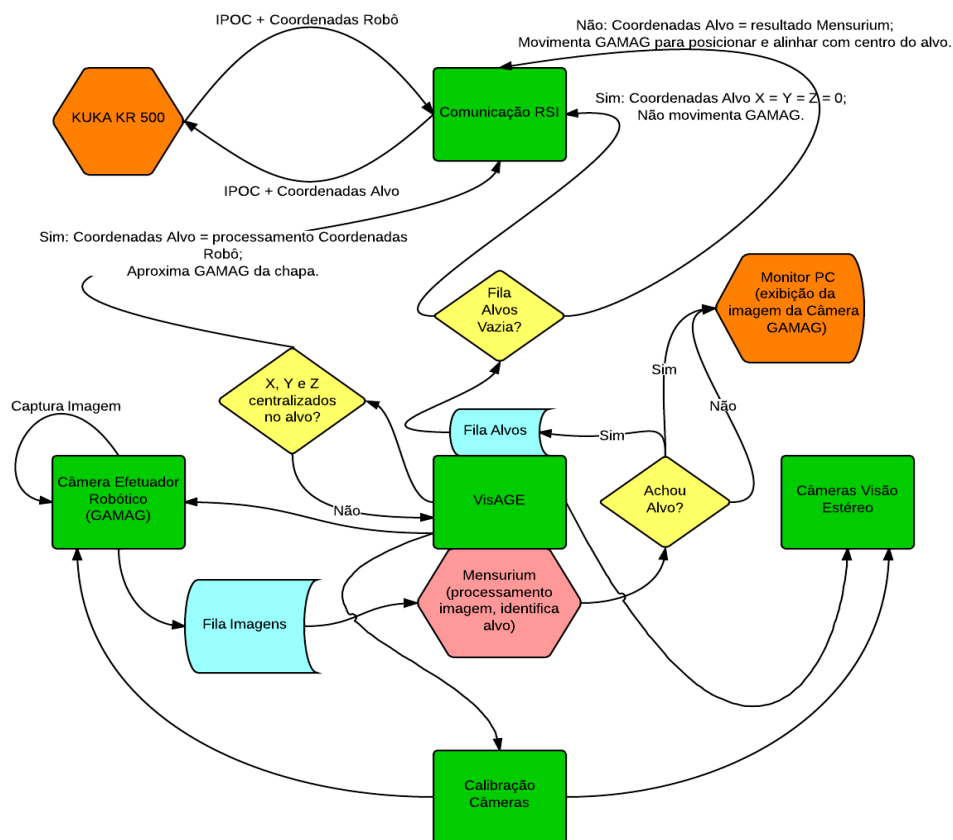 IPOC + Coordenadas Robô
Não: Coordenadas Alvo = resultado Mensurium;
Movimenta GAMAG para posicionar e alinhar com centro do alvo.
KUKA KR 500
Comunicação RSI
Sim: Coordenadas Alvo X = Y = Z = 0;
Não movimenta GAMAG.
IPOC + Coordenadas Alvo
Sim: Coordenadas Alvo = processamento Coordenadas
Robô;
Aproxima GAMAG da chapa.
Fila
Alvos
Vazia?
Monitor PC
(exibição da
imagem da Câmera
GAMAG)
X, Y e Z
centralizados
no alvo?
Sim
Não
Captura Imagem
Fila Alvos
Sim
Câmera Efetuador
Robótico
(GAMAG)
Não
VisAGE
Achou
Alvo?
Câmeras Visão
Estéreo
Fila Imagens
Mensurium
(processamento
imagem, identifica
alvo)
Calibração
Câmeras